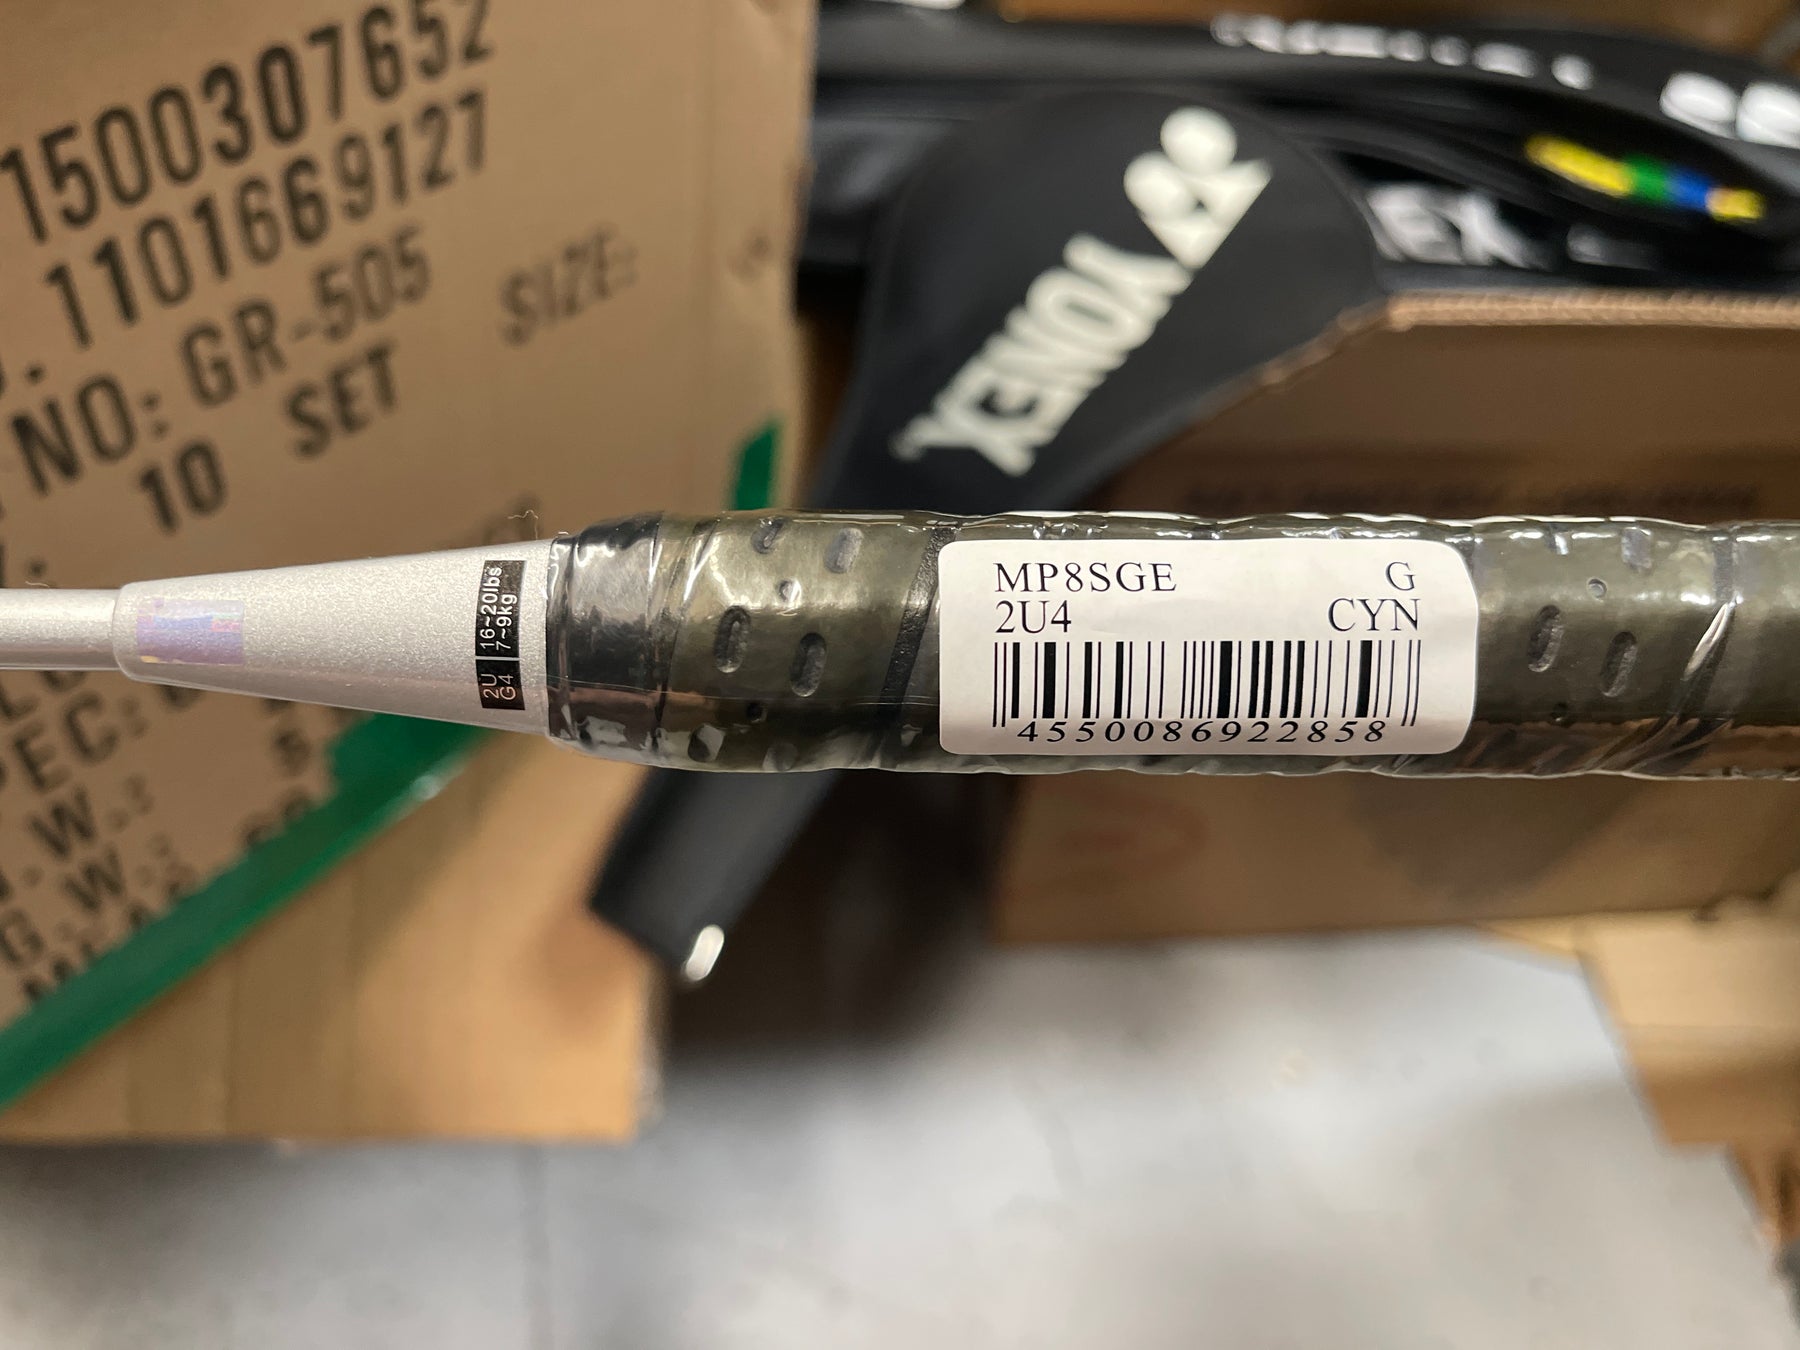 1500307652
1101669127
NO: GR-505
10 SET
SIZE:
YONEX
EX
2U 16~20lbs
G4 7~9kg
MP8SGE G
2U4 CYN
4550086922858
G.W.